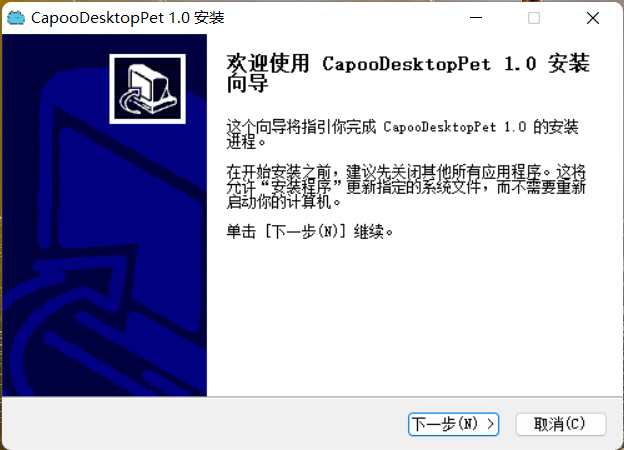 CapooDesktopPet 1.0 安装
欢迎使用 CapooDesktopPet 1.0 安装
向导
这个向导将指引你完成 CapooDesktopPet 1.0 的安装
进程。
在开始安装之前，建议先关闭其他所有应用程序。这将
允许“安装程序”更新指定的系统文件，而不需要重新
启动你的计算机。
单击 [下一步(N)] 继续。
下一步(N) >
取消(C)